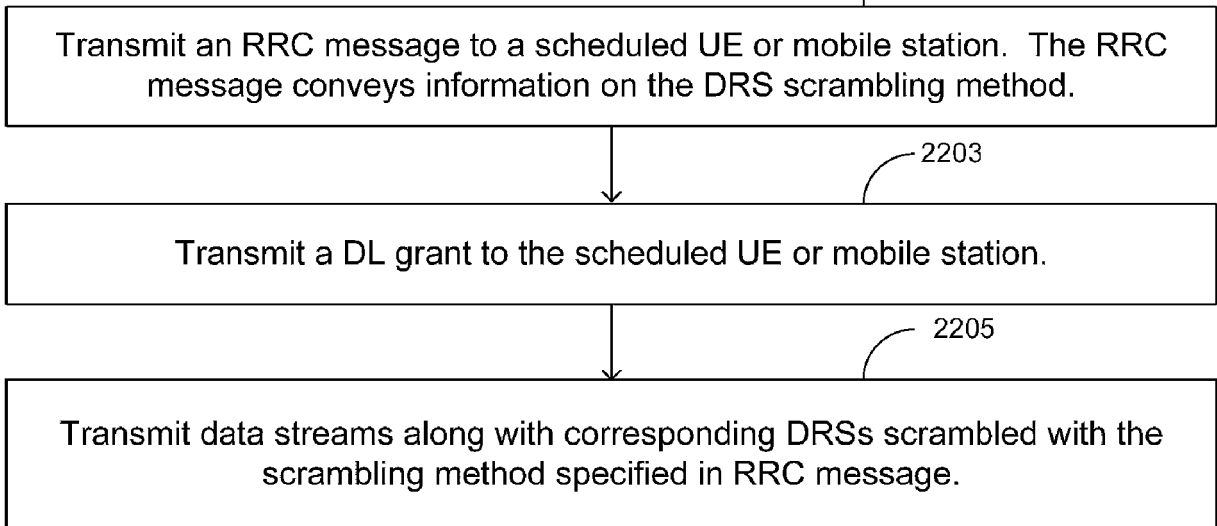 Transmit an RRC message to a scheduled UE or mobile station.  The RRC
message conveys information on the DRS scrambling method.
2203
Transmit a DL grant to the scheduled UE or mobile station.
2205
Transmit data streams along with corresponding DRSs scrambled with the
scrambling method specified in RRC message.